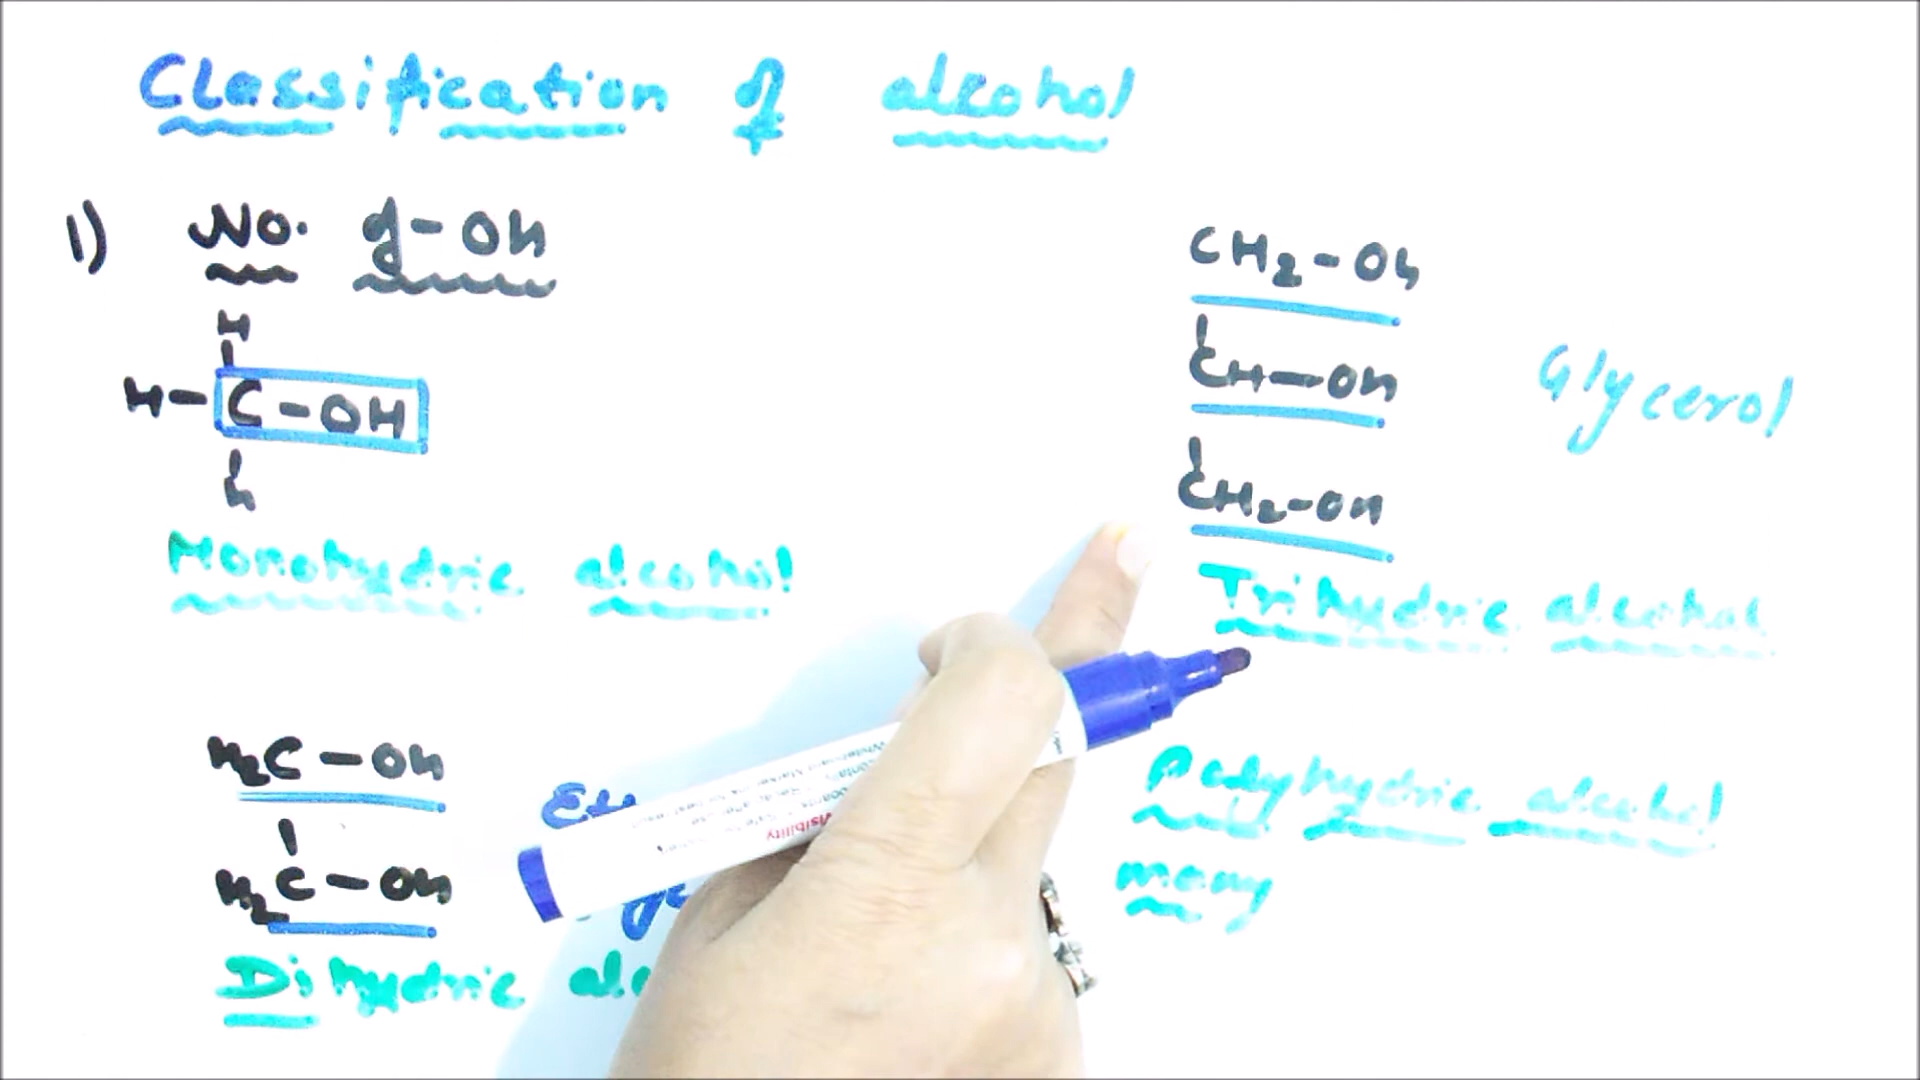 Classification of alcohol
1) No. of-OH
H
H-C-OH
H
Monohydric alcohol
H2C-OH
H2C-OH
Dihydric
CH2-OH
CH-OH
CH2-OH
Glycerol
Trihydric alcohol
Polyhydric alcohol
many